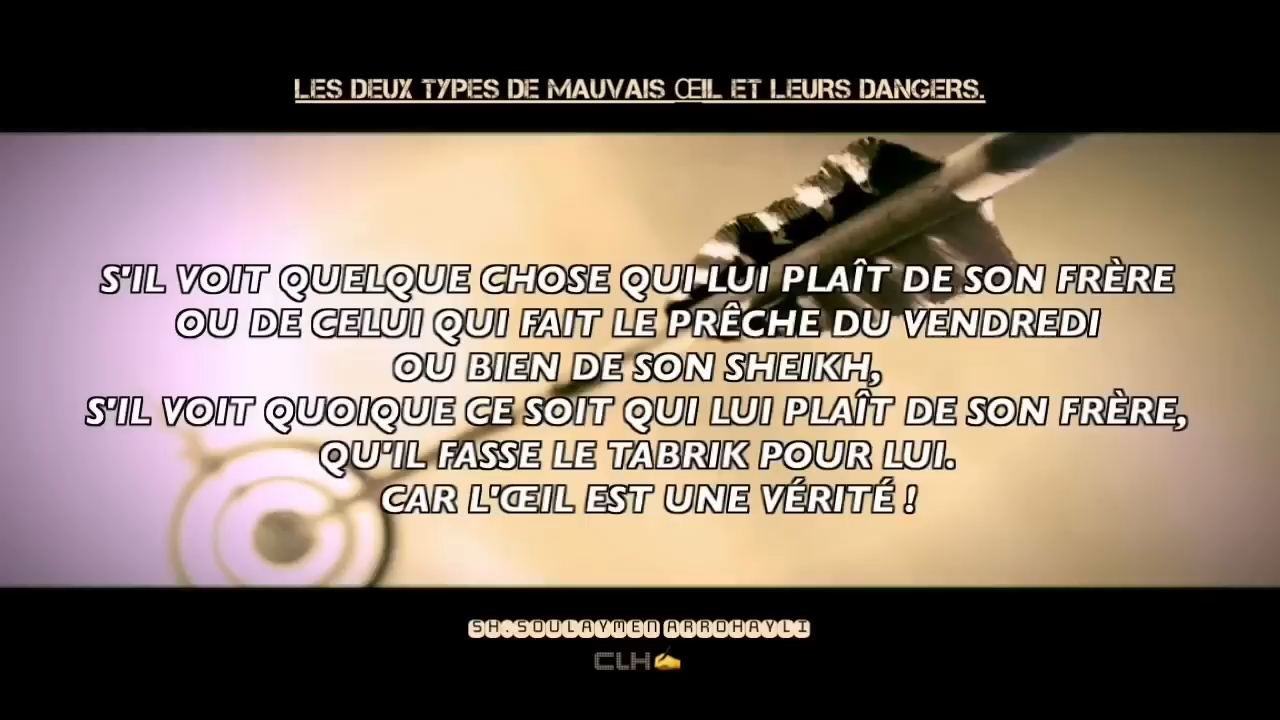 LES DEUX TYPES DE MAUVAIS ŒIL ET LEURS DANGERS.
S'IL VOIT QUELQUE CHOSE QUI LUI PLAÎT DE SON FRÈRE
OU DE CELUI QUI FAIT LE PRÊCHE DU VENDREDI
OU BIEN DE SON SHEIKH,
S'IL VOIT QUOIQUE CE SOIT QUI LUI PLAÎT DE SON FRÈRE,
QU'IL FASSE LE TABRIK POUR LUI.
CAR L'ŒIL EST UNE VÉRITÉ !
SH.SOULAYMEN ARROHAYLI
CLH✍️